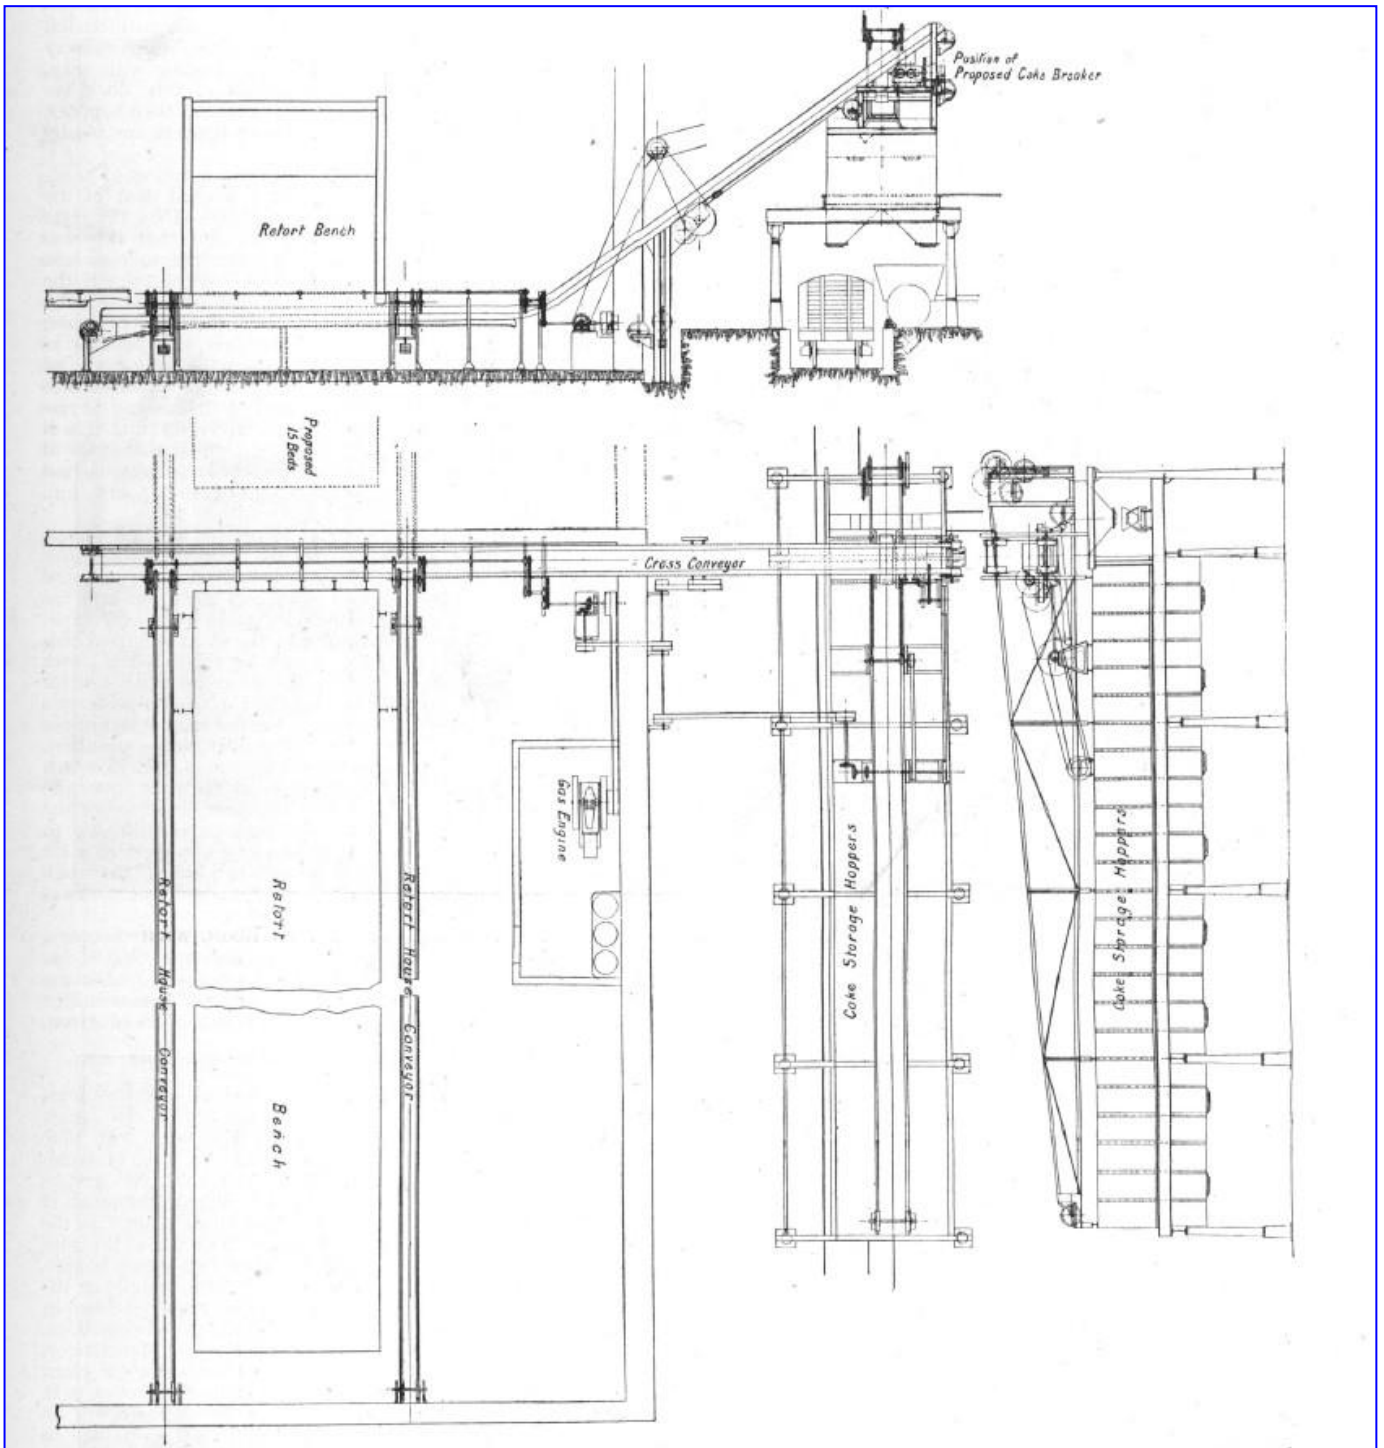 Position of
Proposed Coke Breaker
Retort Bench
Proposed
15 Beds
Cross Conveyor
Gas Engine
Retort House Conveyor
Retort
Bench
Retort House Conveyor
Coke Storage Hoppers
Coke Storage Hoppers